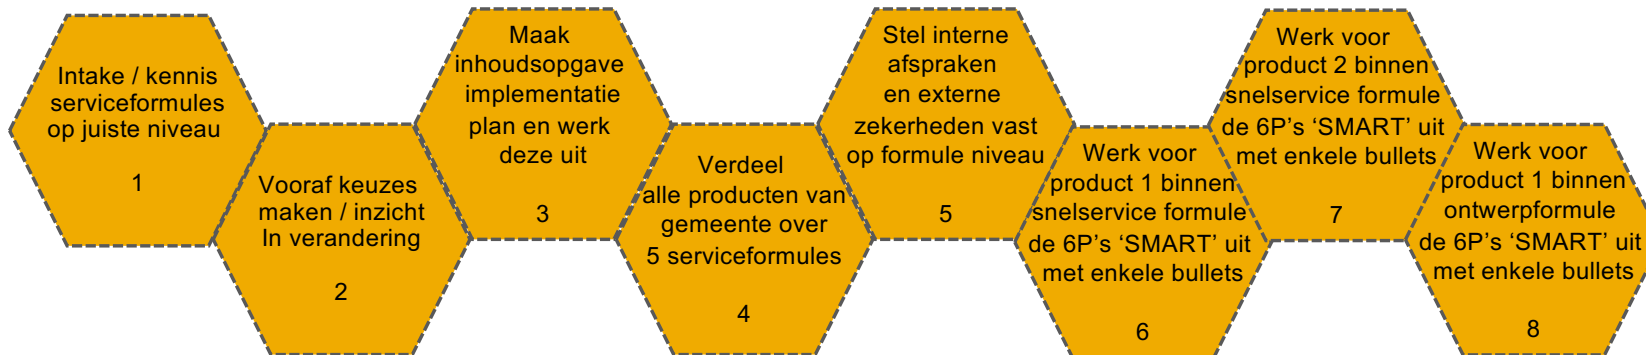 Intake / kennis
serviceformules
op juiste niveau
1
Vooraf keuzes
maken / inzicht
In verandering
2
Maak
inhoudsopgave
implementatie
plan en werk
deze uit
3
Verdeel
alle producten van
gemeente over
5 serviceformules
4
Stel interne
afspraken
en externe
zekerheden vast
op formule niveau
5
Werk voor
product 1 binnen
snelservice formule
de 6P's ‘SMART’ uit
met enkele bullets
6
Werk voor
product 2 binnen
snelservice formule
de 6P's ‘SMART’ uit
met enkele bullets
7
Werk voor
product 1 binnen
ontwerpformule
de 6P's ‘SMART’ uit
met enkele bullets
8